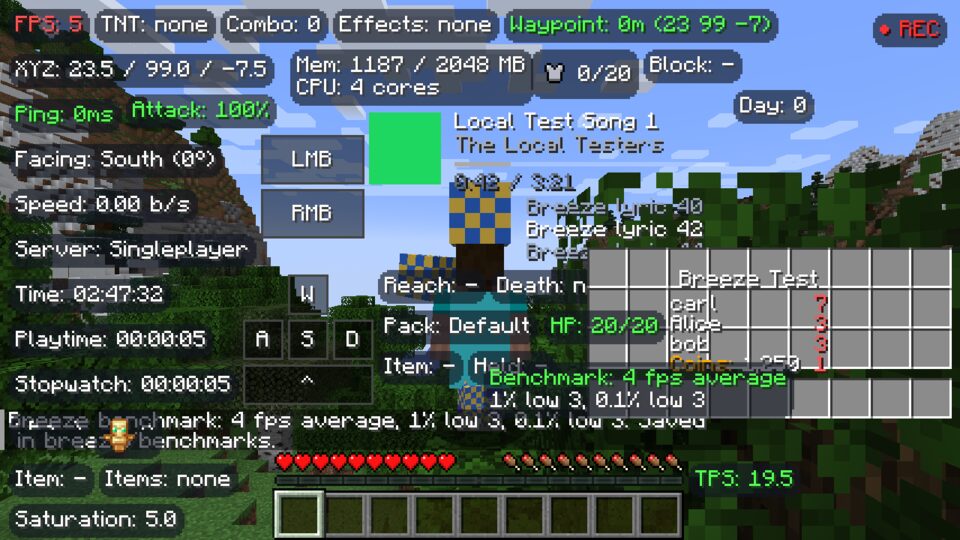 FPS: 5
TNT: none
Combo: 0
Effects: none
Waypoint: 0m (23 99 -7)
• REC
XYZ: 23.5 / 99.0 / -7.5
Mem: 1187 / 2048 MB
CPU: 4 cores
0/20
Block: -
Day: 0
Ping: 0ms
Attack: 100%
Local Test Song 1
The Local Testers
0:42 / 3:21
Facing: South (0°)
LMB
RMB
Speed: 0.00 b/s
Breeze lyric 40
Breeze lyric 42
Breeze
Server: Singleplayer
Reach: - Death: n
Breeze Test
Time: 02:47:32
W
carl 7
Alice 3
bob 3
Coins: 1,250 1
Playtime: 00:00:05
A S D
Pack: Default
HP: 20/20
Item: -
Stopwatch: 00:00:05
^
Benchmark: 4 fps average
1% low 3, 0.1% low 3
Breeze benchmark: 4 fps average, 1% low 3, 0.1% low 3. Saved
in breeze benchmarks.
Item: -
Items: none
TPS: 19.5
Saturation: 5.0